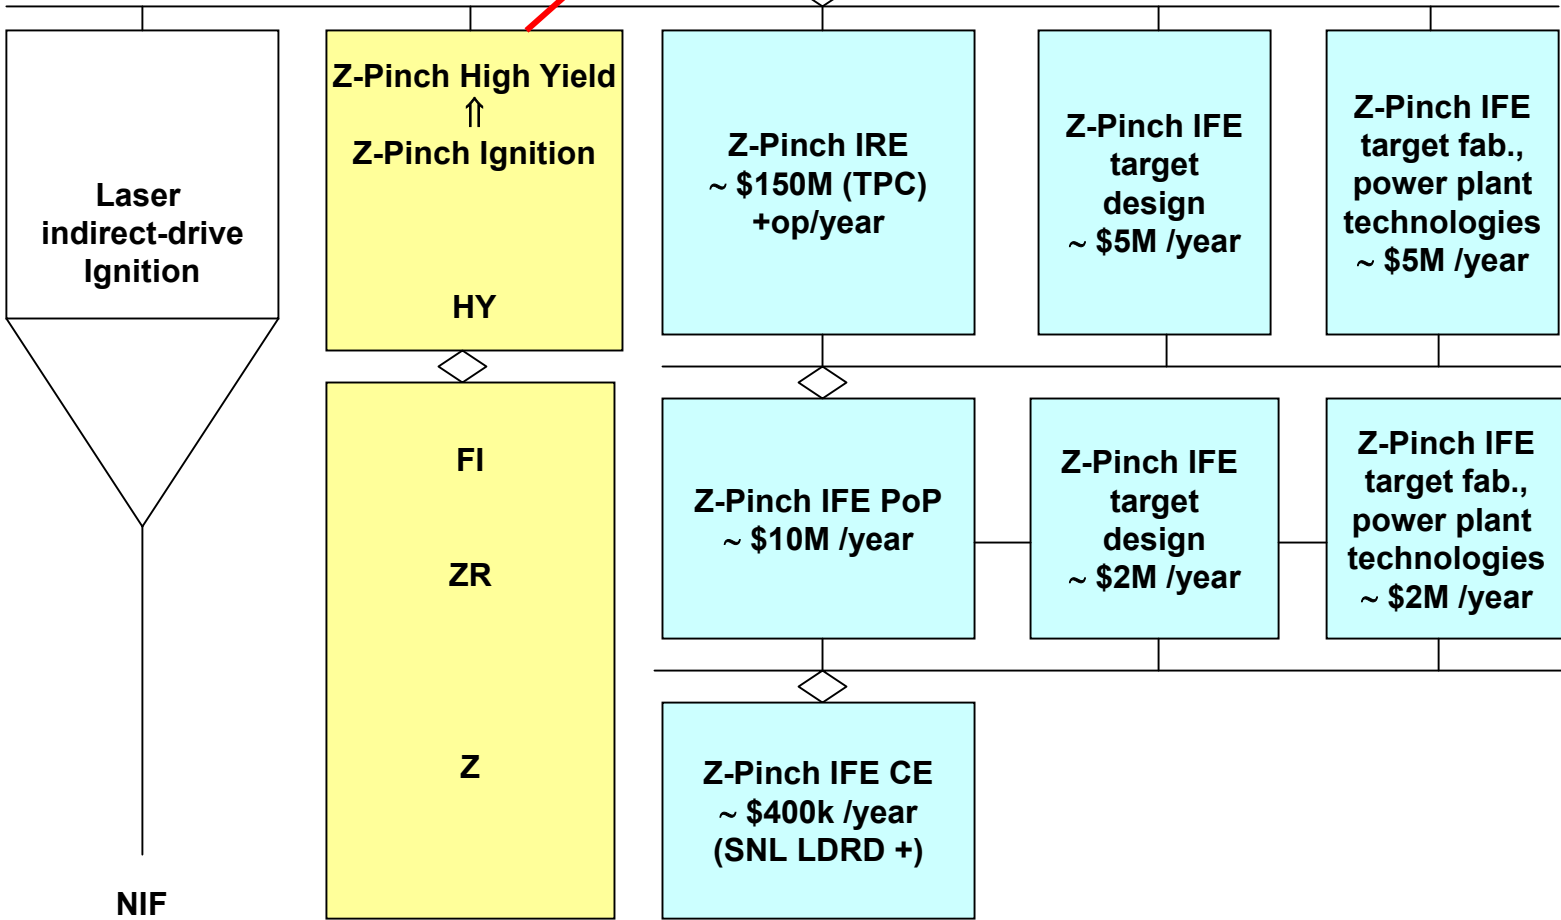 Laser
indirect-drive
Ignition
NIF
Z-Pinch High Yield
⇑
Z-Pinch Ignition
HY
FI
ZR
Z
Z-Pinch IRE
~ $150M (TPC)
+op/year
Z-Pinch IFE
target
design
~ $5M /year
Z-Pinch IFE
target fab.,
power plant
technologies
~ $5M /year
Z-Pinch IFE PoP
~ $10M /year
Z-Pinch IFE
target
design
~ $2M /year
Z-Pinch IFE
target fab.,
power plant
technologies
~ $2M /year
Z-Pinch IFE CE
~ $400k /year
(SNL LDRD +)